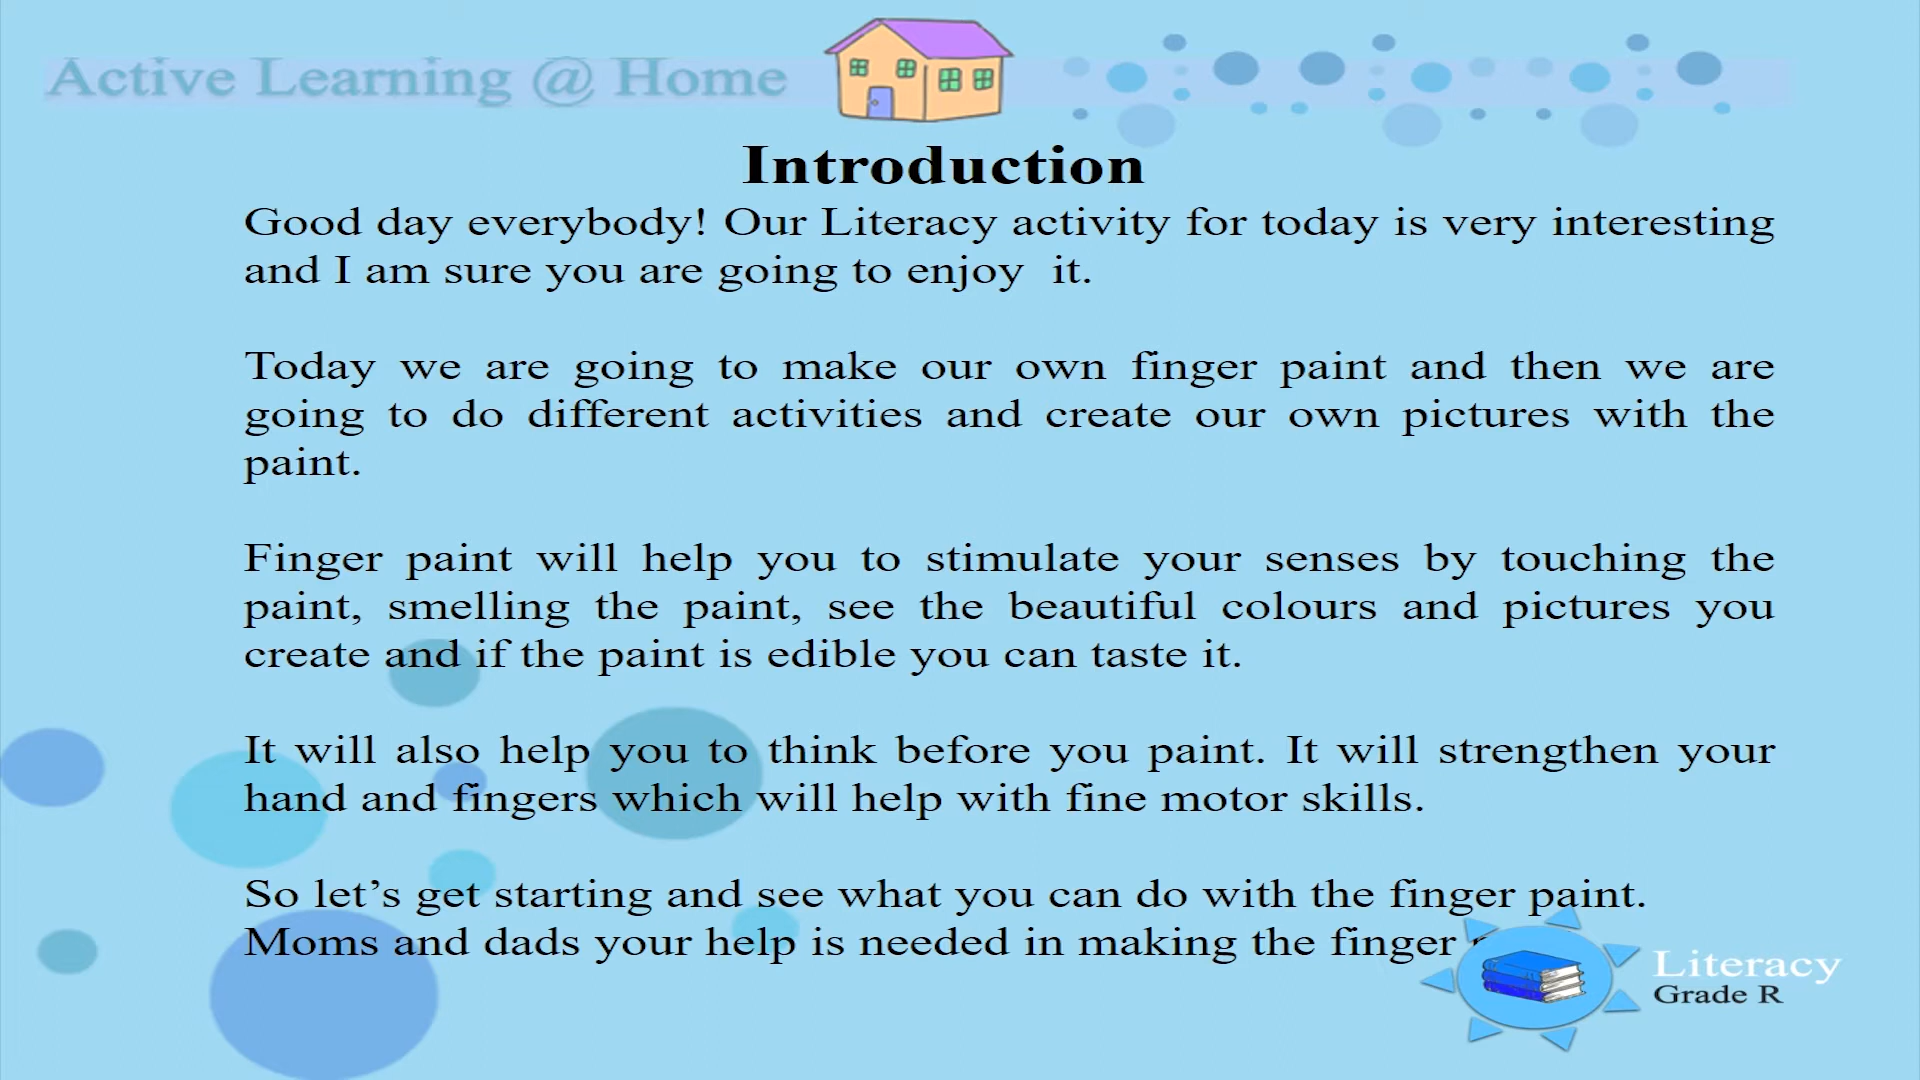 Active Learning @ Home
Introduction
Good day everybody! Our Literacy activity for today is very interesting
and I am sure you are going to enjoy it.
Today we are going to make our own finger paint and then we are
going to do different activities and create our own pictures with the
paint.
Finger paint will help you to stimulate your senses by touching the
paint, smelling the paint, see the beautiful colours and pictures you
create and if the paint is edible you can taste it.
It will also help you to think before you paint. It will strengthen your
hand and fingers which will help with fine motor skills.
So let’s get starting and see what you can do with the finger paint.
Moms and dads your help is needed in making the finger
Literacy
Grade R